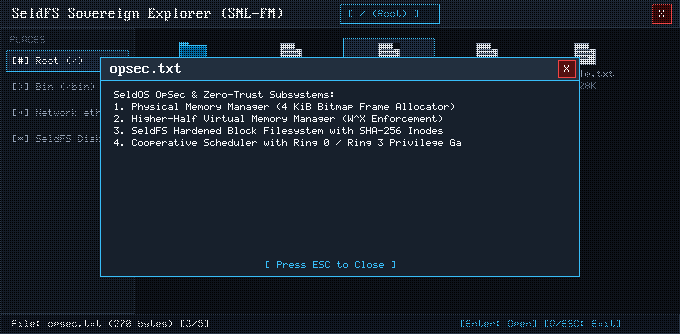 SeldFS Sovereign Explorer (SNL-FM)
[ / (Root) ]
X
PLACES
[#] Root (/)
Bin (/bin)
Network eth
SeldFS Disk
opsec.txt
X
SeldOS OpSec & Zero-Trust Subsystems:
1. Physical Memory Manager (4 KiB Bitmap Frame Allocator)
2. Higher-Half Virtual Memory Manager (W^X Enforcement)
3. SeldFS Hardened Block Filesystem with SHA-256 Inodes
4. Cooperative Scheduler with Ring 0 / Ring 3 Privilege Ga
[ Press ESC to Close ]
File: opsec.txt (270 bytes) [3/5]
[Enter: Open] [Q/ESC: Exit]